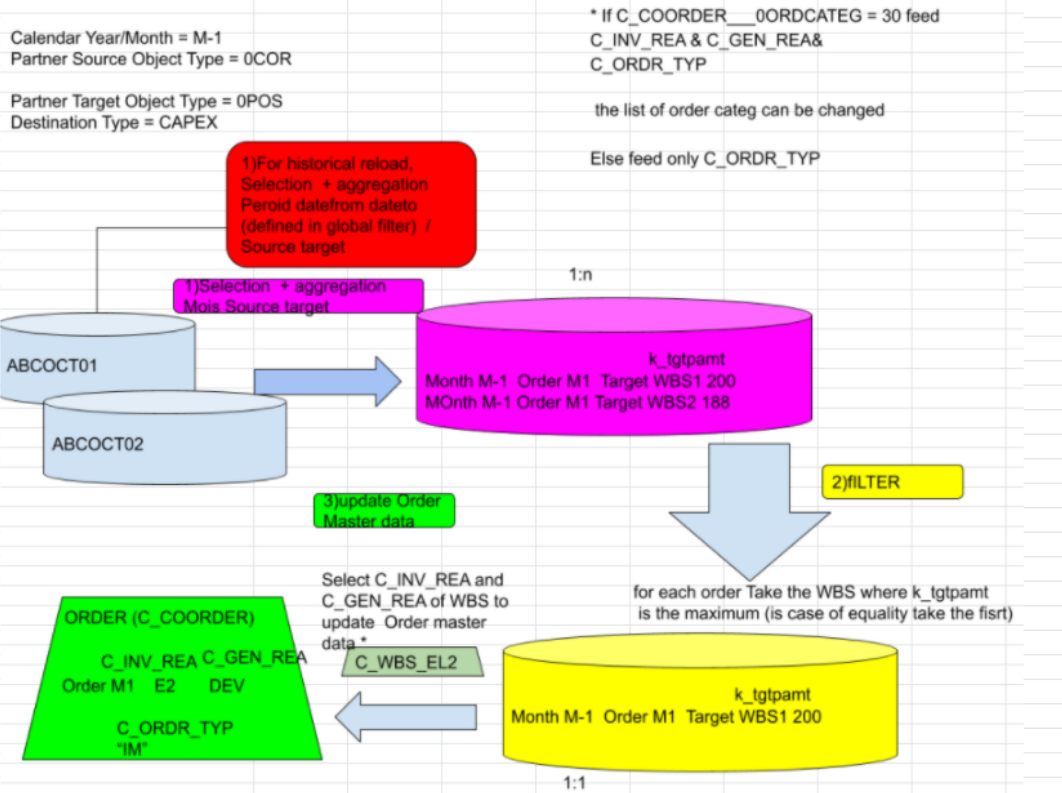 Calendar Year/Month = M-1
Partner Source Object Type = 0COR
Partner Target Object Type = 0POS
Destination Type = CAPEX
* If C_COORDER___0ORDCATEG = 30 feed
C_INV_REA & C_GEN_REA&
C_ORDR_TYP
the list of order categ can be changed
Else feed only C_ORDR_TYP
1)For historical reload,
Selection + aggregation
Peroid datefrom dateto
(defined in global filter) /
Source target
1)Selection + aggregation
Mois Source target
1:n
ABCOCT01
ABCOCT02
k_tgtpamt
Month M-1 Order M1 Target WBS1 200
MOnth M-1 Order M1 Target WBS2 188
2)fILTER
3)update Order
Master data
for each order Take the WBS where k_tgtpamt
is the maximum (is case of equality take the fisrt)
Select C_INV_REA and
C_GEN_REA of WBS to
update Order master
data *
C_WBS_EL2
ORDER (C_COORDER)
C_INV_REA C_GEN_REA
Order M1 E2 DEV
C_ORDR_TYP
“IM”
k_tgtpamt
Month M-1 Order M1 Target WBS1 200
1:1